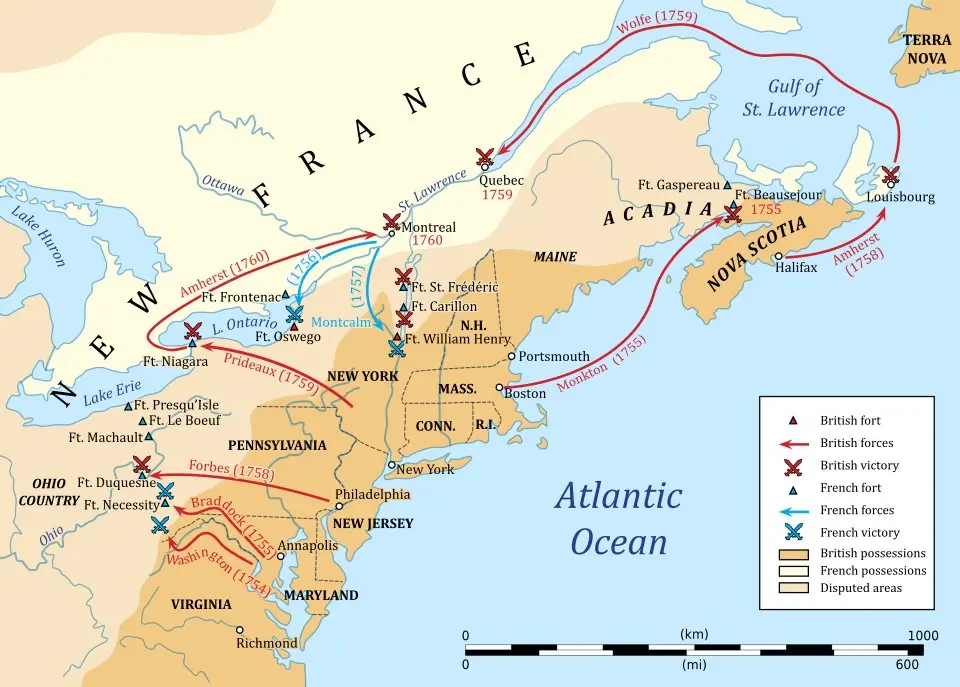 Wolfe (1759)
TERRA
NOVA
Gulf of
St. Lawrence
NEW FRANCE
Ottawa
St. Lawrence
Quebec
1759
Ft. Gaspereau
Ft. Beausejour
1755
Louisbourg
ACADIA
NOVA SCOTIA
Halifax
Amherst
(1758)
Lake Huron
Montreal
1760
Amherst (1760)
(1756)
(1757)
Montcalm
MAINE
Ft. Frontenac
Ft. St. Frédéric
Ft. Carillon
L. Ontario
Ft. Oswego
N.H.
Ft. William Henry
Ft. Niagara
Prideaux (1759)
Portsmouth
Monkton (1755)
NEW YORK
MASS.
Boston
Lake Erie
Ft. Presqu'Isle
Ft. Le Boeuf
Ft. Machault
CONN.
R.I.
PENNSYLVANIA
New York
Forbes (1758)
OHIO
COUNTRY
Ft. Duquesne
Ft. Necessity
Braddock (1755)
Philadelphia
NEW JERSEY
Ohio
Washington (1754)
Annapolis
MARYLAND
VIRGINIA
Richmond
Atlantic
Ocean
British fort
British forces
British victory
French fort
French forces
French victory
British possessions
French possessions
Disputed areas
0 (km) 1000
0 (mi) 600